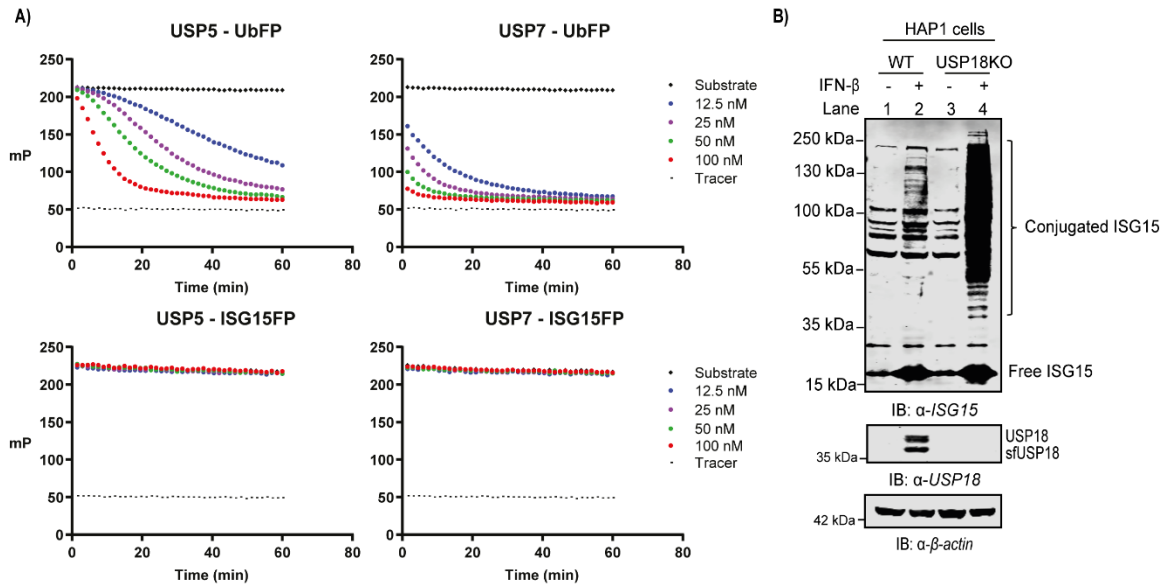 A)
USP5 - UbFP
250
200
150
mP
100
50
0
0 20 40 60 80
Time (min)
USP7 - UbFP
250
200
150
100
50
0
0 20 40 60 80
Time (min)
Substrate
12.5 nM
25 nM
50 nM
100 nM
Tracer
USP5 - ISG15FP
250
200
150
mP
100
50
0
0 20 40 60 80
Time (min)
USP7 - ISG15FP
250
200
150
100
50
0
0 20 40 60 80
Time (min)
Substrate
12.5 nM
25 nM
50 nM
100 nM
Tracer
B)
HAP1 cells
WT USP18KO
IFN-β - + - +
Lane 1 2 3 4
250 kDa
130 kDa
100 kDa
55 kDa
35 kDa
15 kDa
Conjugated ISG15
Free ISG15
IB: α-ISG15
USP18
sfUSP18
35 kDa
IB: α-USP18
42 kDa
IB: α-β-actin